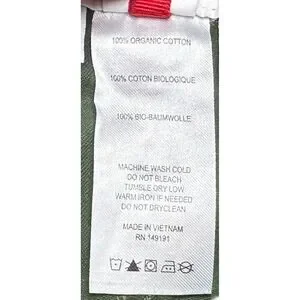 100% ORGANIC COTTON
100% COTON BIOLOGIQUE
100% BIO-BAUMWOLLE
MACHINE WASH COLD
DO NOT BLEACH
TUMBLE DRY LOW
WARM IRON IF NEEDED
DO NOT DRYCLEAN
MADE IN VIETNAM
RN 149191